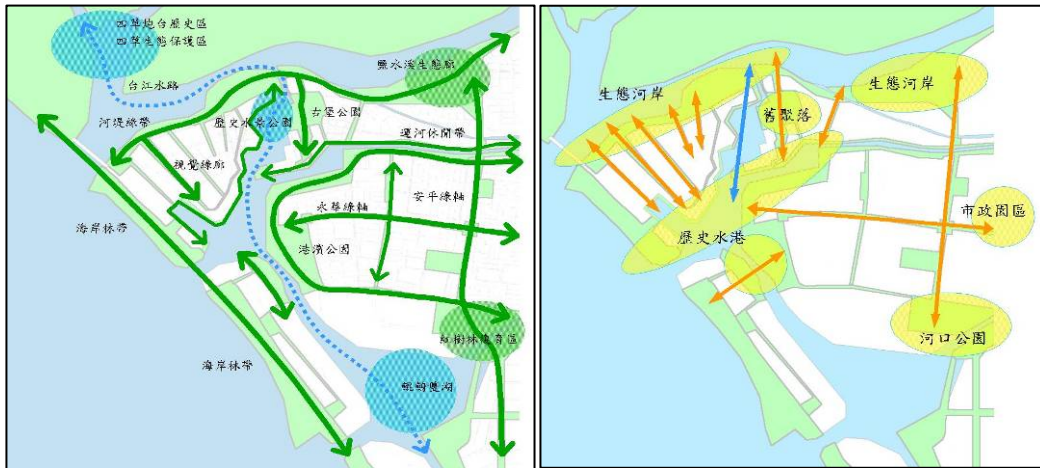 四草炮台歷史區
四草生態保護區
台江水路
鹽水溪生態廊
河堤綠帶
歷史水景公園
古堡公園
運河休閒帶
視覺綠廊
安平綠軸
永華綠軸
海岸林帶
港濱公園
紅樹林復育區
海岸林帶
鯤鯓雙湖
生態河岸
生態河岸
舊聚落
市政園區
歷史水港
河口公園